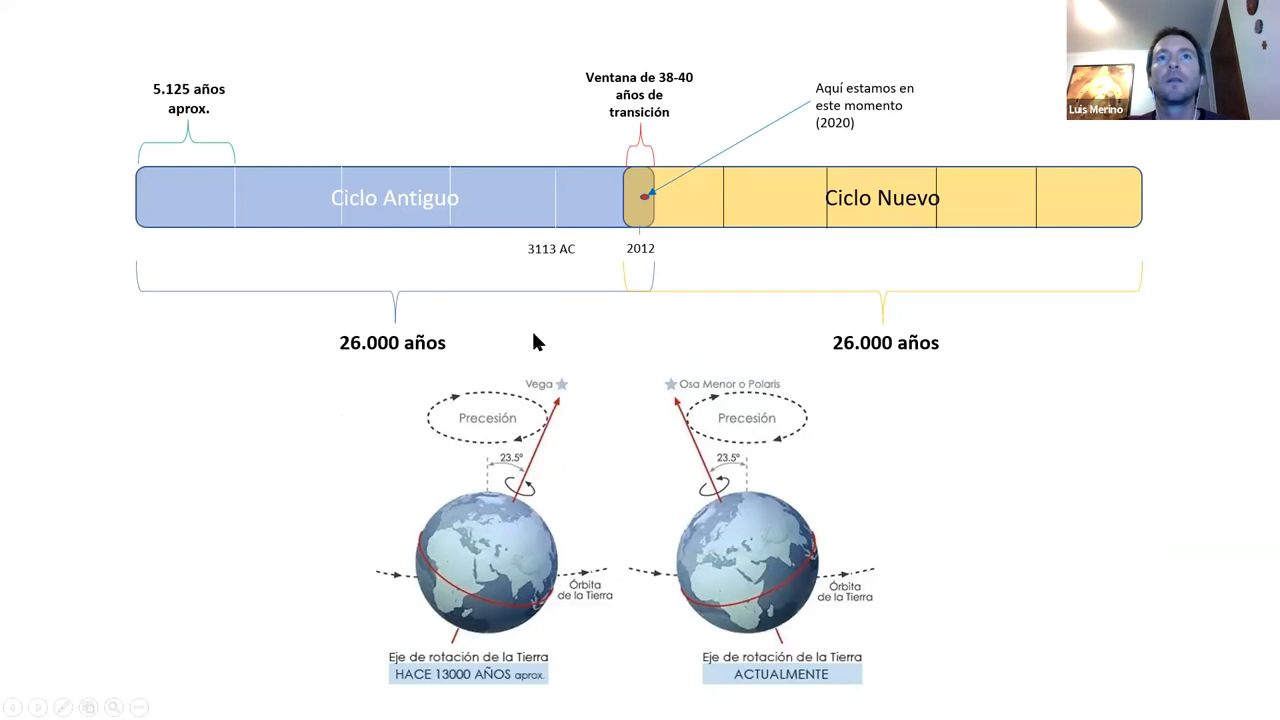 5.125 años
aprox.
Ventana de 38-40
años de
transición
Aquí estamos en
este momento
(2020)
Luis Merino
Ciclo Antiguo
Ciclo Nuevo
3113 AC
2012
26.000 años
26.000 años
Vega
Precesión
23.5º
Órbita
de la Tierra
Eje de rotación de la Tierra
HACE 13000 AÑOS aprox.
Osa Menor o Polaris
Precesión
23.5º
Órbita
de la Tierra
Eje de rotación de la Tierra
ACTUALMENTE